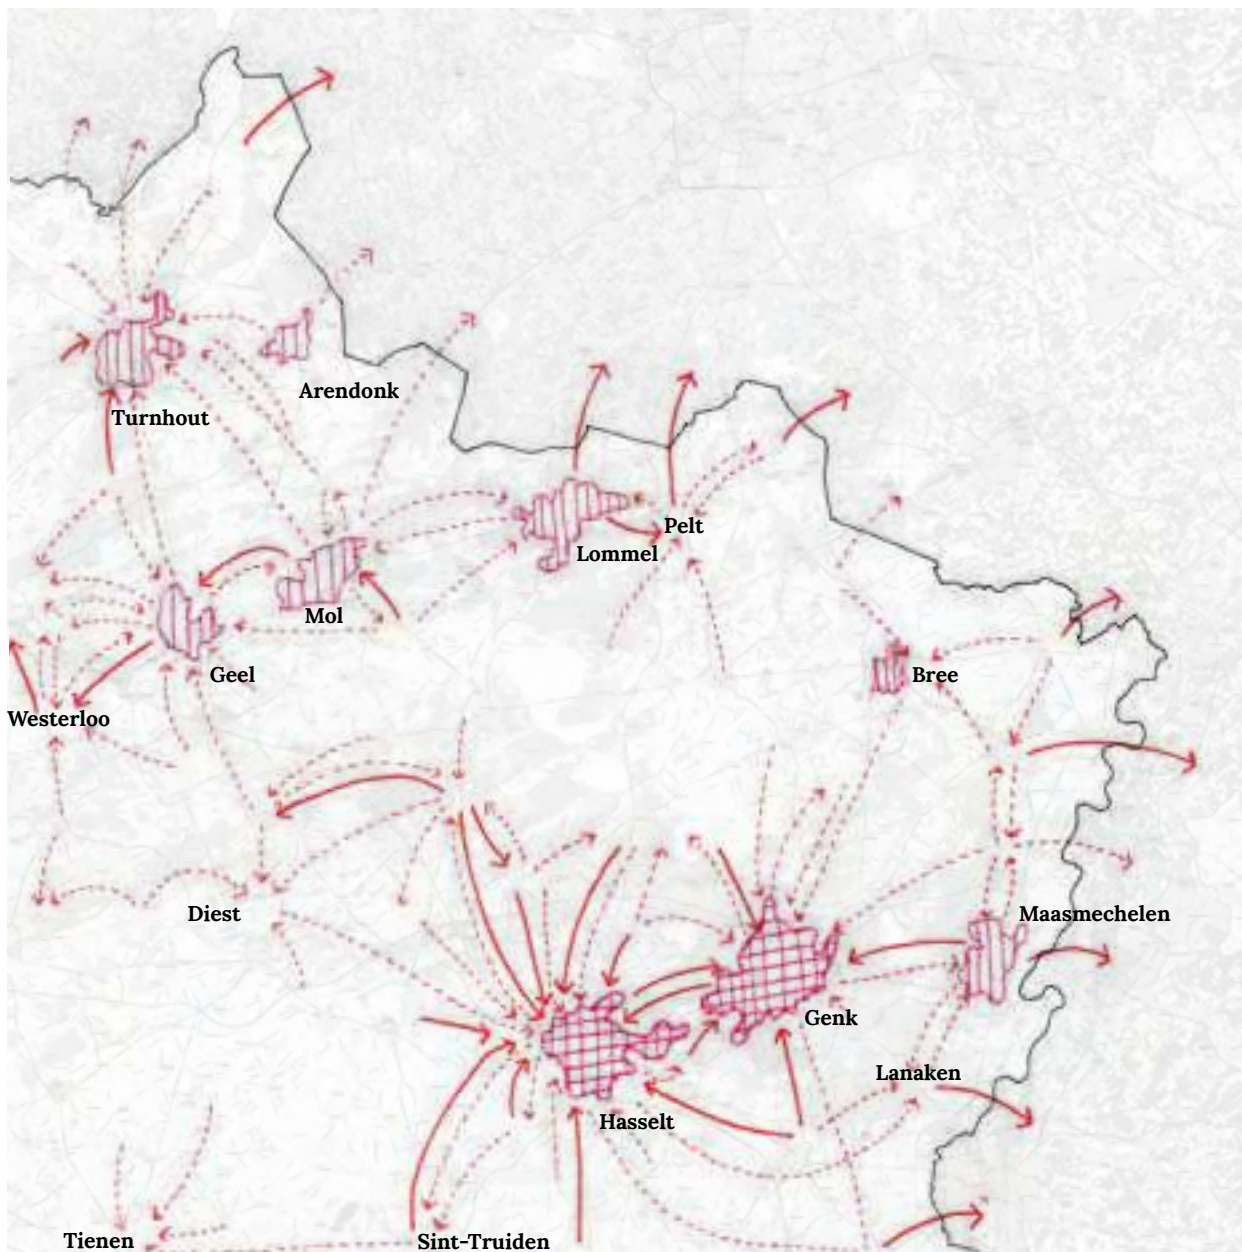 Arendonk
Turnhout
Pelt
Lommel
Mol
Geel
Bree
Westerloo
Diest
Maasmechelen
Genk
Lanaken
Hasselt
Tienen
Sint-Truiden